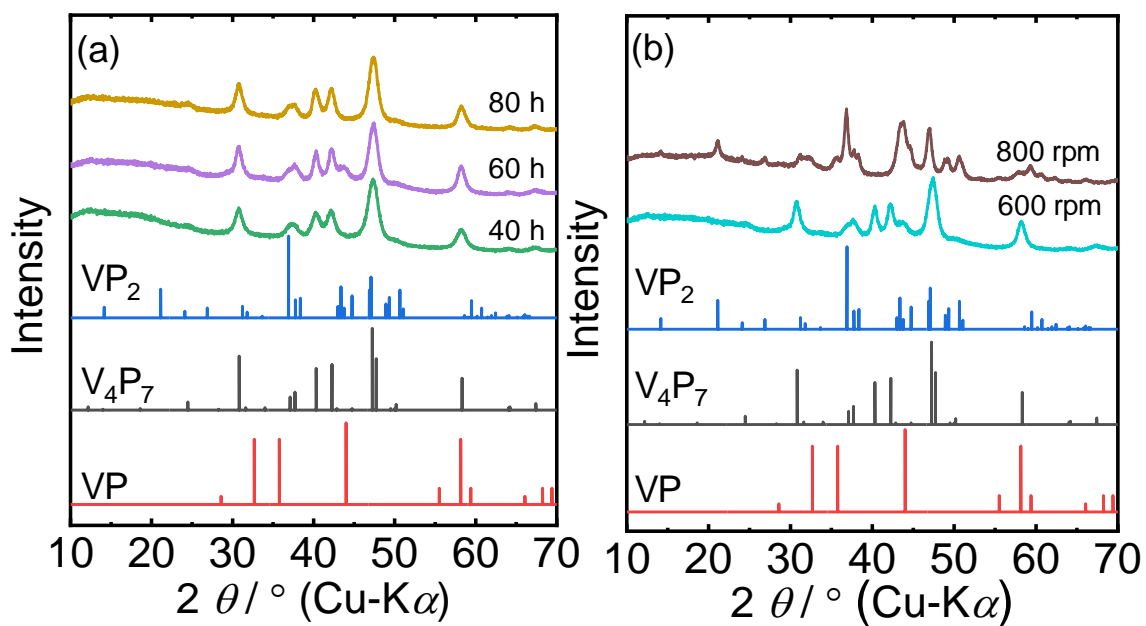 (a)
80 h
60 h
40 h
VP2
V4P7
VP
Intensity
10 20 30 40 50 60 70
2 θ / ° (Cu-Kα)
(b)
800 rpm
600 rpm
VP2
V4P7
VP
Intensity
10 20 30 40 50 60 70
2 θ / ° (Cu-Kα)